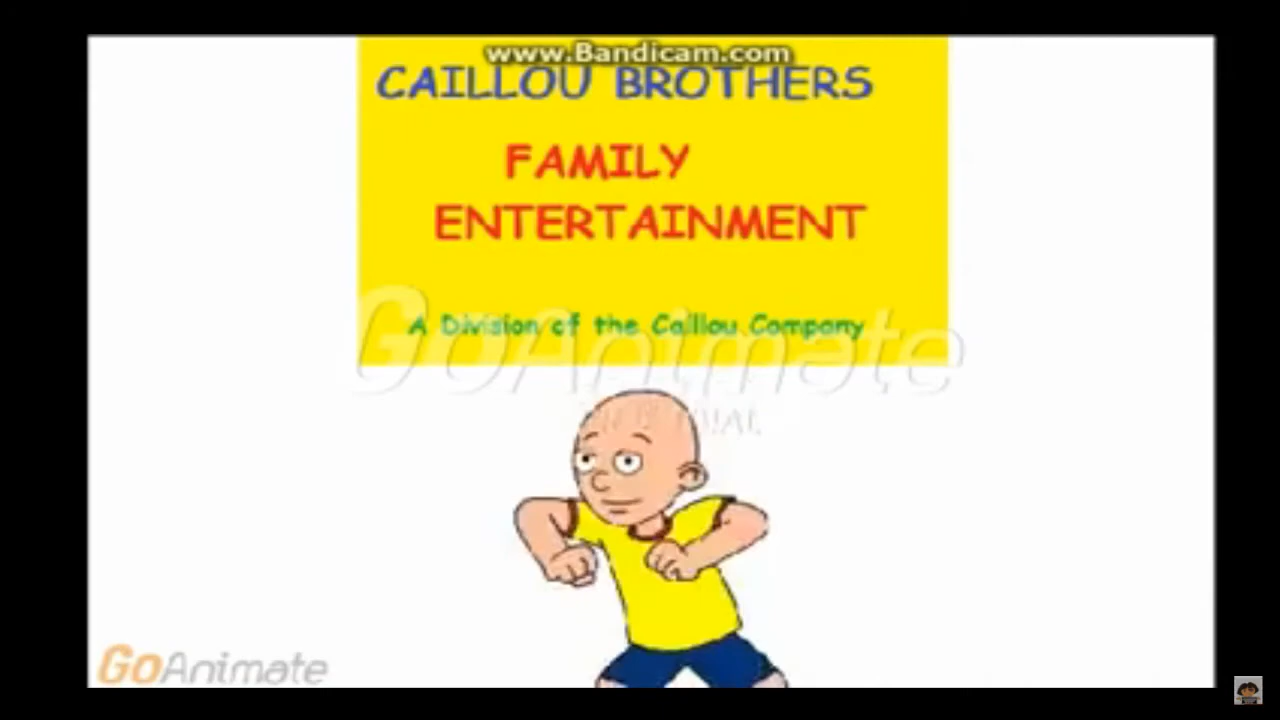 www.Bandicam.com
CAILLOU BROTHERS
FAMILY
ENTERTAINMENT
A Division of the Caillou Company
GoAnimate
GoAnimate